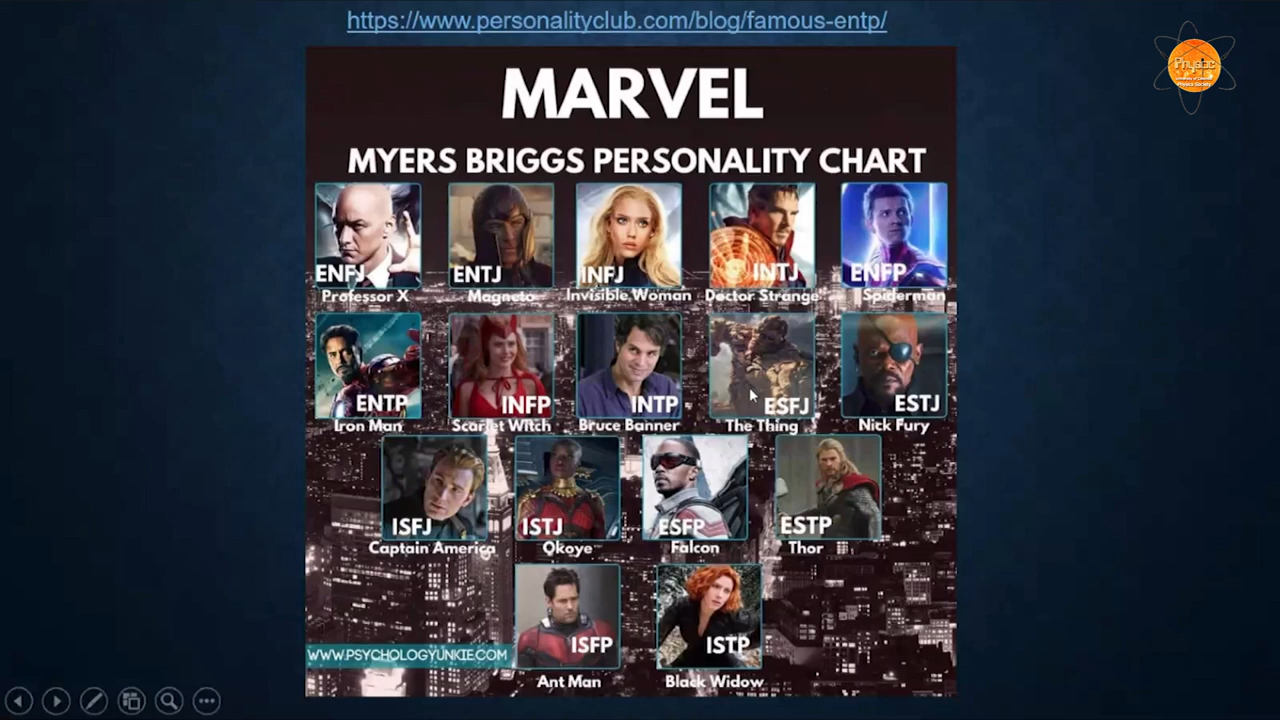 https://www.personalityclub.com/blog/famous-entp/
MARVEL
MYERS BRIGGS PERSONALITY CHART
ENFJ ENTJ INFJ INTJ ENFP
Professor X Magneto Invisible Woman Doctor Strange Spiderman
ENTP INFP INTP ESFJ ESTJ
Iron Man Scarlet Witch Bruce Banner The Thing Nick Fury
ISFJ ISTJ ESFP ESTP
Captain America Okoye Falcon Thor
ISFP ISTP
WWW.PSYCHOLOGYJUNKIE.COM
Ant Man Black Widow
Physics Society